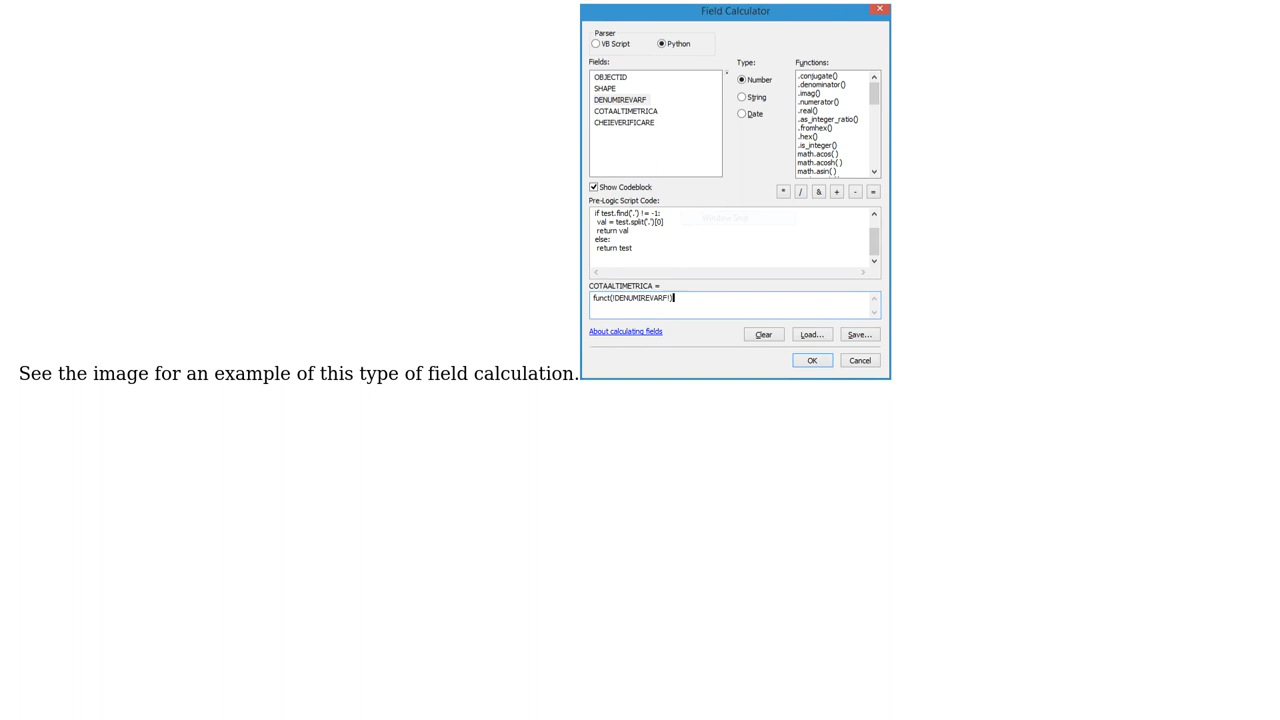 Field Calculator
Parser
VB Script
Python
Fields:
OBJECTID
SHAPE
DENUMIREVARF
COTAALTIMETRICA
CHEIEVERIFICARE
Type:
Number
String
Date
Functions:
.conjugate()
.denominator()
.imag()
.numerator()
.real()
.as_integer_ratio()
.fromhex()
.hex()
.is_integer()
math.acos( )
math.acosh( )
math.asin( )
Show Codeblock
* / & + - =
Pre-Logic Script Code:
if test.find('.') != -1:
val = test.split('.')[0]
return val
else:
return test
Window Snip
COTAALTIMETRICA =
funct(!DENUMIREVARF!)
About calculating fields
Clear
Load...
Save...
OK
Cancel
See the image for an example of this type of field calculation.